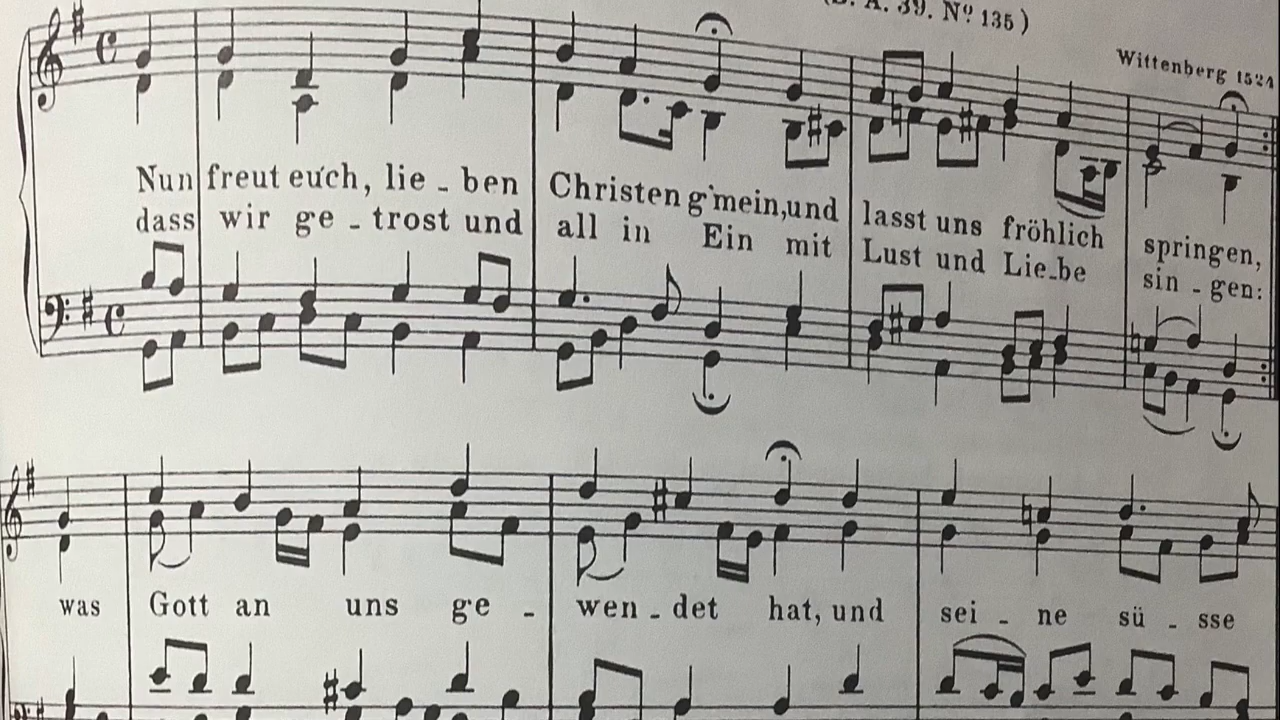 (B. A. 39. Nº 135)
Wittenberg 1524
Nun freut euch, lie - ben Christen g'mein, und lasst uns fröhlich springen,
dass wir ge - trost und all in Ein mit Lust und Lie-be sin - gen:
was Gott an uns ge - wen - det hat, und sei - ne sü - sse